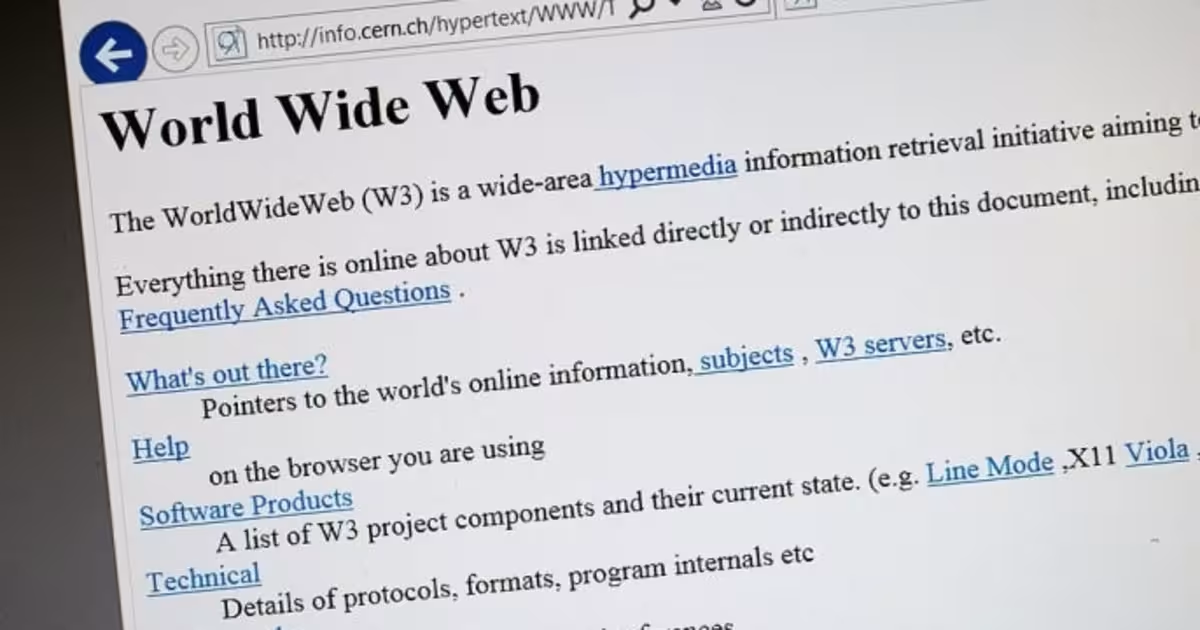 http://info.cern.ch/hypertext/WWW/T
World Wide Web
The WorldWideWeb (W3) is a wide-area hypermedia information retrieval initiative aiming t
Everything there is online about W3 is linked directly or indirectly to this document, includin
Frequently Asked Questions .
What's out there?
Pointers to the world's online information, subjects , W3 servers, etc.
Help
on the browser you are using
Software Products
A list of W3 project components and their current state. (e.g. Line Mode ,X11 Viola ,
Technical
Details of protocols, formats, program internals etc